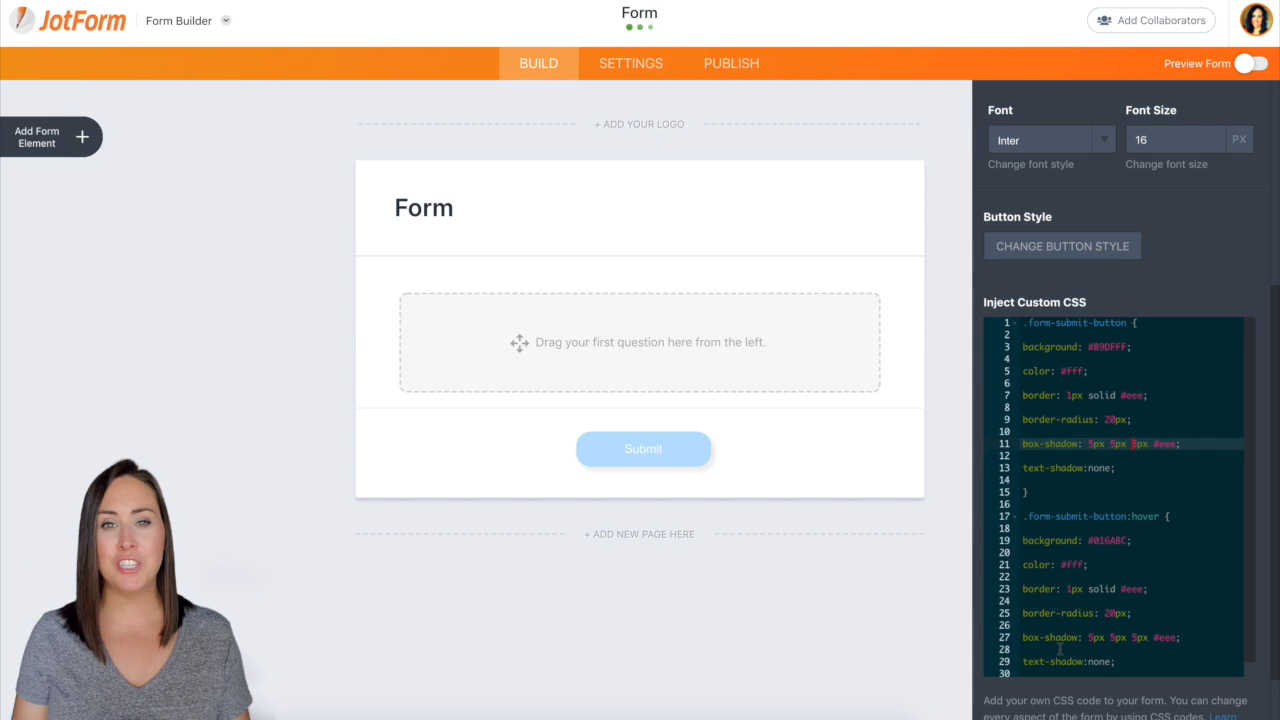 JotForm
Form Builder
Form
Add Collaborators
BUILD
SETTINGS
PUBLISH
Preview Form
Add Form
Element
+ ADD YOUR LOGO
Form
Drag your first question here from the left.
Submit
+ ADD NEW PAGE HERE
Font
Font Size
Inter
16
PX
Change font style
Change font size
Button Style
CHANGE BUTTON STYLE
Inject Custom CSS
1 .form-submit-button {
2
3 background: #B9DFFF;
4
5 color: #fff;
6
7 border: 1px solid #eee;
8
9 border-radius: 20px;
10
11 box-shadow: 5px 5px 5px #eee;
12
13 text-shadow:none;
14
15 }
16
17 .form-submit-button:hover {
18
19 background: #016ABC;
20
21 color: #fff;
22
23 border: 1px solid #eee;
24
25 border-radius: 20px;
26
27 box-shadow: 5px 5px 5px #eee;
28
29 text-shadow:none;
30
Add your own CSS code to your form. You can change
every aspect of the form by using CSS codes. Learn